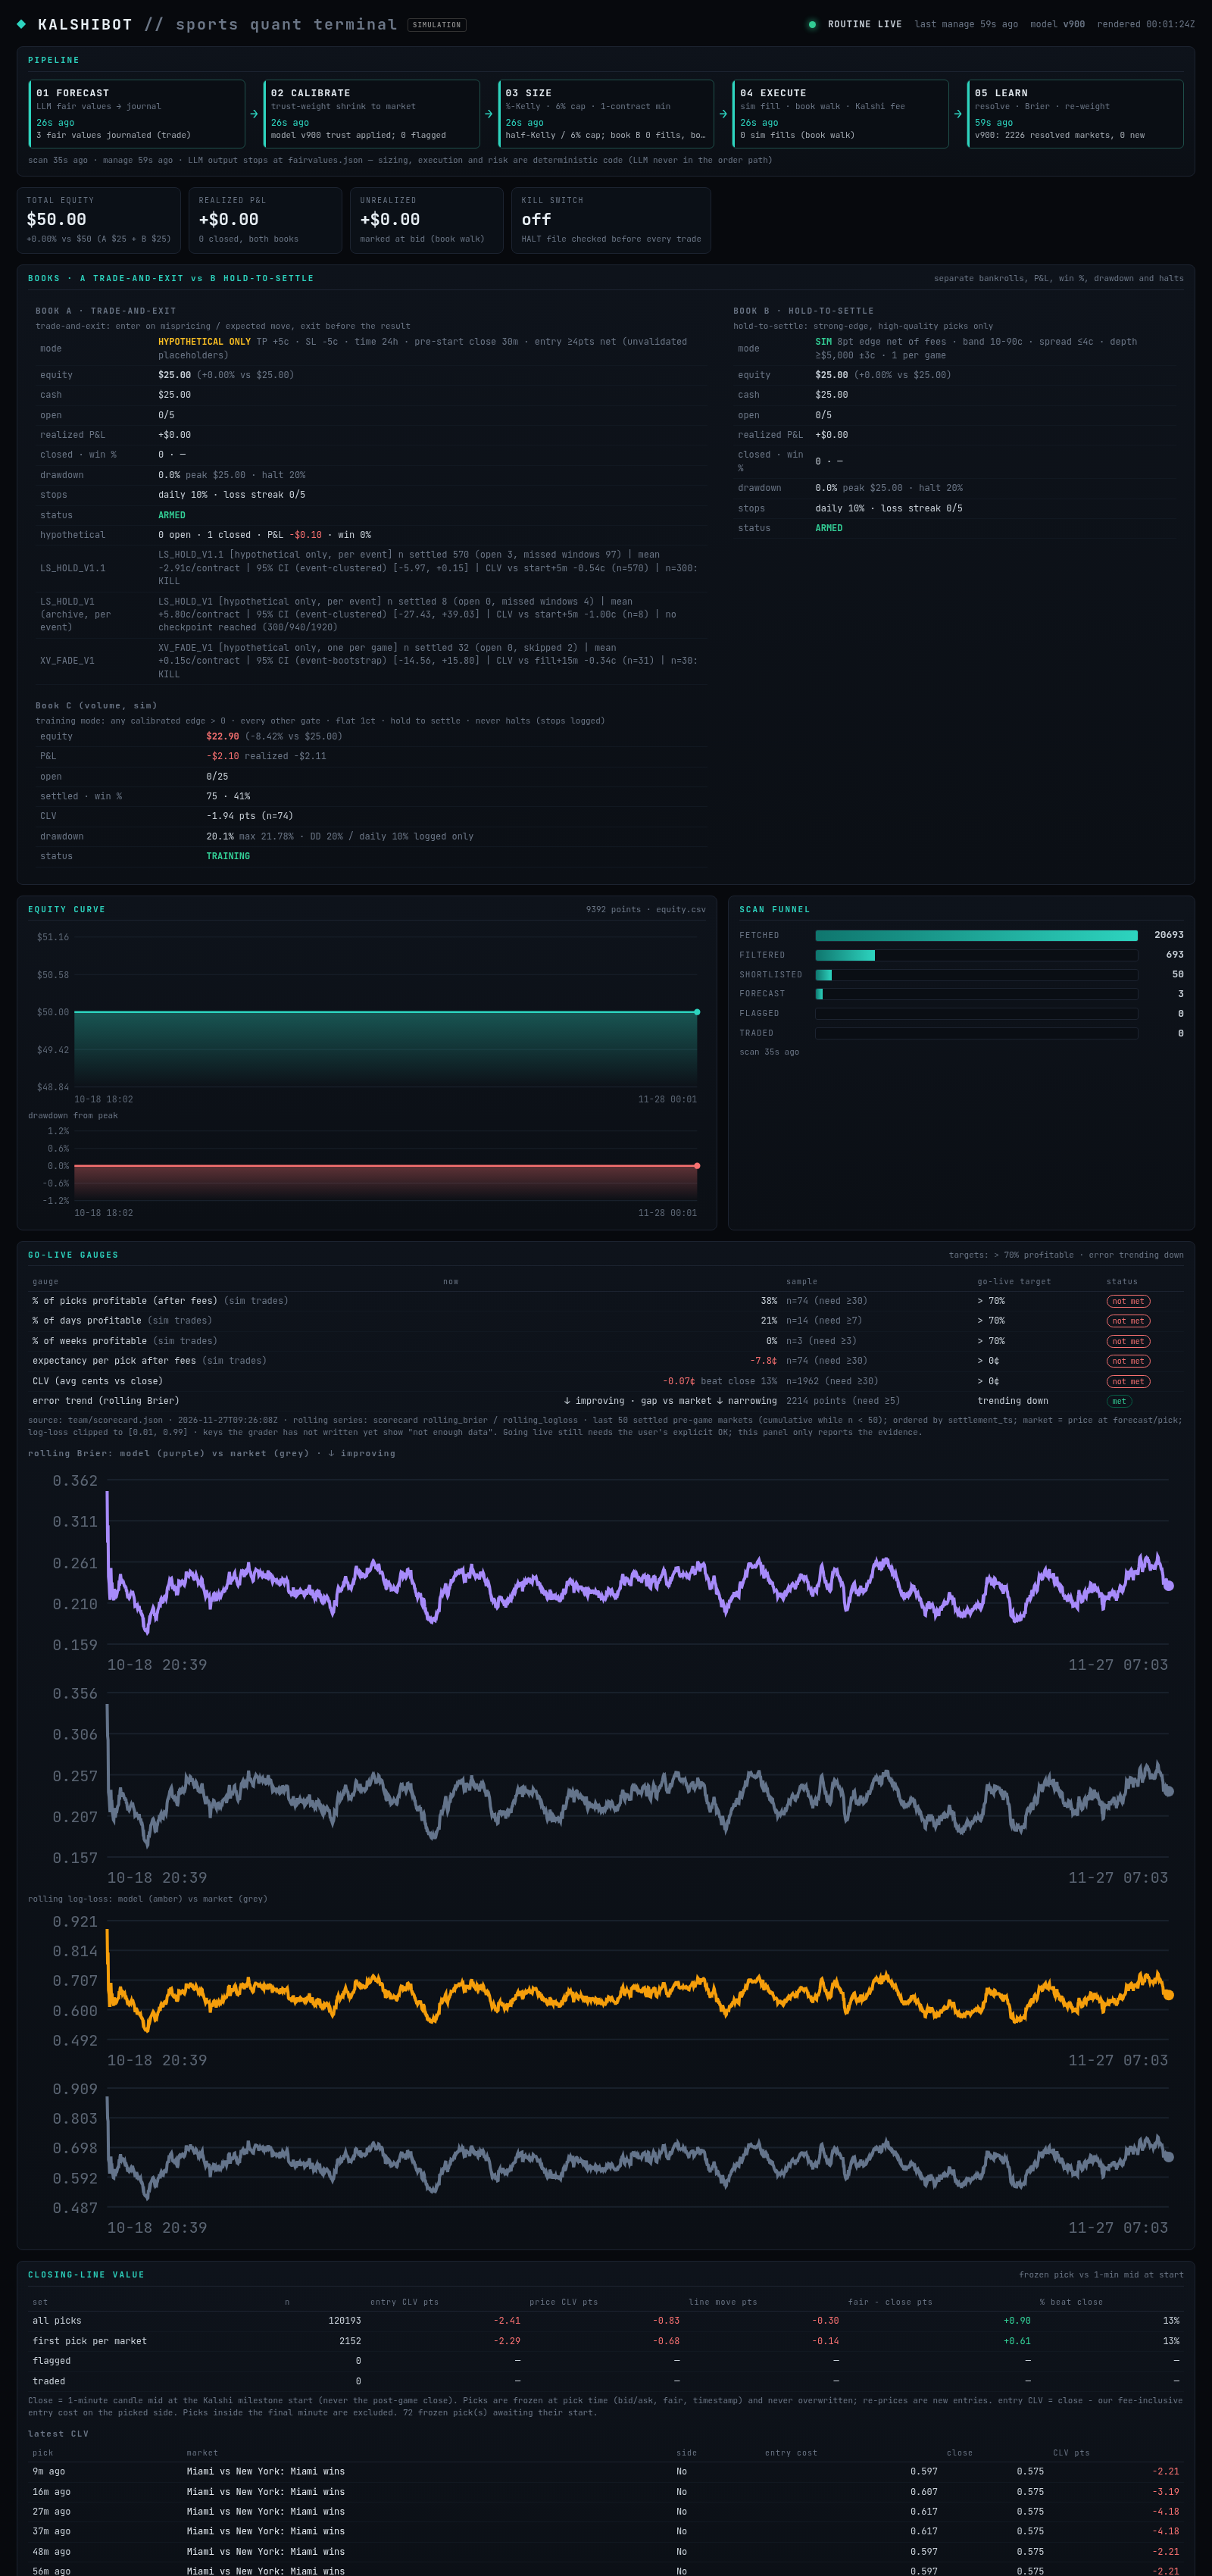 ◆ KALSHIBOT // sports quant terminal SIMULATION
ROUTINE LIVE last manage 59s ago model v900 rendered 00:01:24Z
PIPELINE
01 FORECAST
LLM fair values → journal
26s ago
3 fair values journaled (trade)
→
02 CALIBRATE
trust-weight shrink to market
26s ago
model v900 trust applied; 0 flagged
→
03 SIZE
½-Kelly · 6% cap · 1-contract min
26s ago
half-Kelly / 6% cap; book B 0 fills, bo…
→
04 EXECUTE
sim fill · book walk · Kalshi fee
26s ago
0 sim fills (book walk)
→
05 LEARN
resolve · Brier · re-weight
59s ago
v900: 2226 resolved markets, 0 new
scan 35s ago · manage 59s ago · LLM output stops at fairvalues.json — sizing, execution and risk are deterministic code (LLM never in the order path)
TOTAL EQUITY
$50.00
+0.00% vs $50 (A $25 + B $25)
REALIZED P&L
+$0.00
0 closed, both books
UNREALIZED
+$0.00
marked at bid (book walk)
KILL SWITCH
off
HALT file checked before every trade
BOOKS · A TRADE-AND-EXIT vs B HOLD-TO-SETTLE
separate bankrolls, P&L, win %, drawdown and halts
BOOK A · TRADE-AND-EXIT
trade-and-exit: enter on mispricing / expected move, exit before the result
mode HYPOTHETICAL ONLY TP +5c · SL -5c · time 24h · pre-start close 30m · entry ≥4pts net (unvalidated
placeholders)
equity $25.00 (+0.00% vs $25.00)
cash $25.00
open 0/5
realized P&L +$0.00
closed · win % 0 · —
drawdown 0.0% peak $25.00 · halt 20%
stops daily 10% · loss streak 0/5
status ARMED
hypothetical 0 open · 1 closed · P&L -$0.10 · win 0%
LS_HOLD_V1.1 LS_HOLD_V1.1 [hypothetical only, per event] n settled 570 (open 3, missed windows 97) | mean
-2.91c/contract | 95% CI (event-clustered) [-5.97, +0.15] | CLV vs start+5m -0.54c (n=570) | n=300:
KILL
LS_HOLD_V1 (archive, per event) LS_HOLD_V1 [hypothetical only, per event] n settled 8 (open 0, missed windows 4) | mean
+5.80c/contract | 95% CI (event-clustered) [-27.43, +39.03] | CLV vs start+5m -1.00c (n=8) | no
checkpoint reached (300/940/1920)
XV_FADE_V1 XV_FADE_V1 [hypothetical only, one per game] n settled 32 (open 0, skipped 2) | mean
+0.15c/contract | 95% CI (event-bootstrap) [-14.56, +15.80] | CLV vs fill+15m -0.34c (n=31) | n=30:
KILL
BOOK B · HOLD-TO-SETTLE
hold-to-settle: strong-edge, high-quality picks only
mode SIM 8pt edge net of fees · band 10-90c · spread ≤4c · depth
≥$5,000 ±3c · 1 per game
equity $25.00 (+0.00% vs $25.00)
cash $25.00
open 0/5
realized P&L +$0.00
closed · win % 0 · —
drawdown 0.0% peak $25.00 · halt 20%
stops daily 10% · loss streak 0/5
status ARMED
Book C (volume, sim)
training mode: any calibrated edge > 0 · every other gate · flat 1ct · hold to settle · never halts (stops logged)
equity $22.90 (-8.42% vs $25.00)
P&L -$2.10 realized -$2.11
open 0/25
settled · win % 75 · 41%
CLV -1.94 pts (n=74)
drawdown 20.1% max 21.78% · DD 20% / daily 10% logged only
status TRAINING
EQUITY CURVE
9392 points · equity.csv
$51.16
$50.58
$50.00
$49.42
$48.84
10-18 18:02 11-28 00:01
drawdown from peak
1.2%
0.6%
0.0%
-0.6%
-1.2%
10-18 18:02 11-28 00:01
SCAN FUNNEL
FETCHED 20693
FILTERED 693
SHORTLISTED 50
FORECAST 3
FLAGGED 0
TRADED 0
scan 35s ago
GO-LIVE GAUGES
targets: > 70% profitable · error trending down
gauge now sample go-live target status
% of picks profitable (after fees) (sim trades) 38% n=74 (need ≥30) > 70% not met
% of days profitable (sim trades) 21% n=14 (need ≥7) > 70% not met
% of weeks profitable (sim trades) 0% n=3 (need ≥3) > 70% not met
expectancy per pick after fees (sim trades) -7.8¢ n=74 (need ≥30) > 0¢ not met
CLV (avg cents vs close) -0.07¢ beat close 13% n=1962 (need ≥30) > 0¢ not met
error trend (rolling Brier) ↓ improving · gap vs market ↓ narrowing 2214 points (need ≥5) trending down met
source: team/scorecard.json · 2026-11-27T09:26:08Z · rolling series: scorecard rolling_brier / rolling_logloss · last 50 settled pre-game markets (cumulative while n < 50); ordered by settlement_ts; market = price at forecast/pick;
log-loss clipped to [0.01, 0.99] · keys the grader has not written yet show "not enough data". Going live still needs the user's explicit OK; this panel only reports the evidence.
rolling Brier: model (purple) vs market (grey) · ↓ improving
0.362
0.311
0.261
0.210
0.159
10-18 20:39 11-27 07:03
0.356
0.306
0.257
0.207
0.157
10-18 20:39 11-27 07:03
rolling log-loss: model (amber) vs market (grey)
0.921
0.814
0.707
0.600
0.492
10-18 20:39 11-27 07:03
0.909
0.803
0.698
0.592
0.487
10-18 20:39 11-27 07:03
CLOSING-LINE VALUE
frozen pick vs 1-min mid at start
set n entry CLV pts price CLV pts line move pts fair - close pts % beat close
all picks 120193 -2.41 -0.83 -0.30 +0.90 13%
first pick per market 2152 -2.29 -0.68 -0.14 +0.61 13%
flagged 0 — — — — —
traded 0 — — — — —
Close = 1-minute candle mid at the Kalshi milestone start (never the post-game close). Picks are frozen at pick time (bid/ask, fair, timestamp) and never overwritten; re-prices are new entries. entry CLV = close - our fee-inclusive
entry cost on the picked side. Picks inside the final minute are excluded. 72 frozen pick(s) awaiting their start.
latest CLV
pick market side entry cost close CLV pts
9m ago Miami vs New York: Miami wins No 0.597 0.575 -2.21
16m ago Miami vs New York: Miami wins No 0.607 0.575 -3.19
27m ago Miami vs New York: Miami wins No 0.617 0.575 -4.18
37m ago Miami vs New York: Miami wins No 0.617 0.575 -4.18
48m ago Miami vs New York: Miami wins No 0.597 0.575 -2.21
56m ago Miami vs New York: Miami wins No 0.597 0.575 -2.21